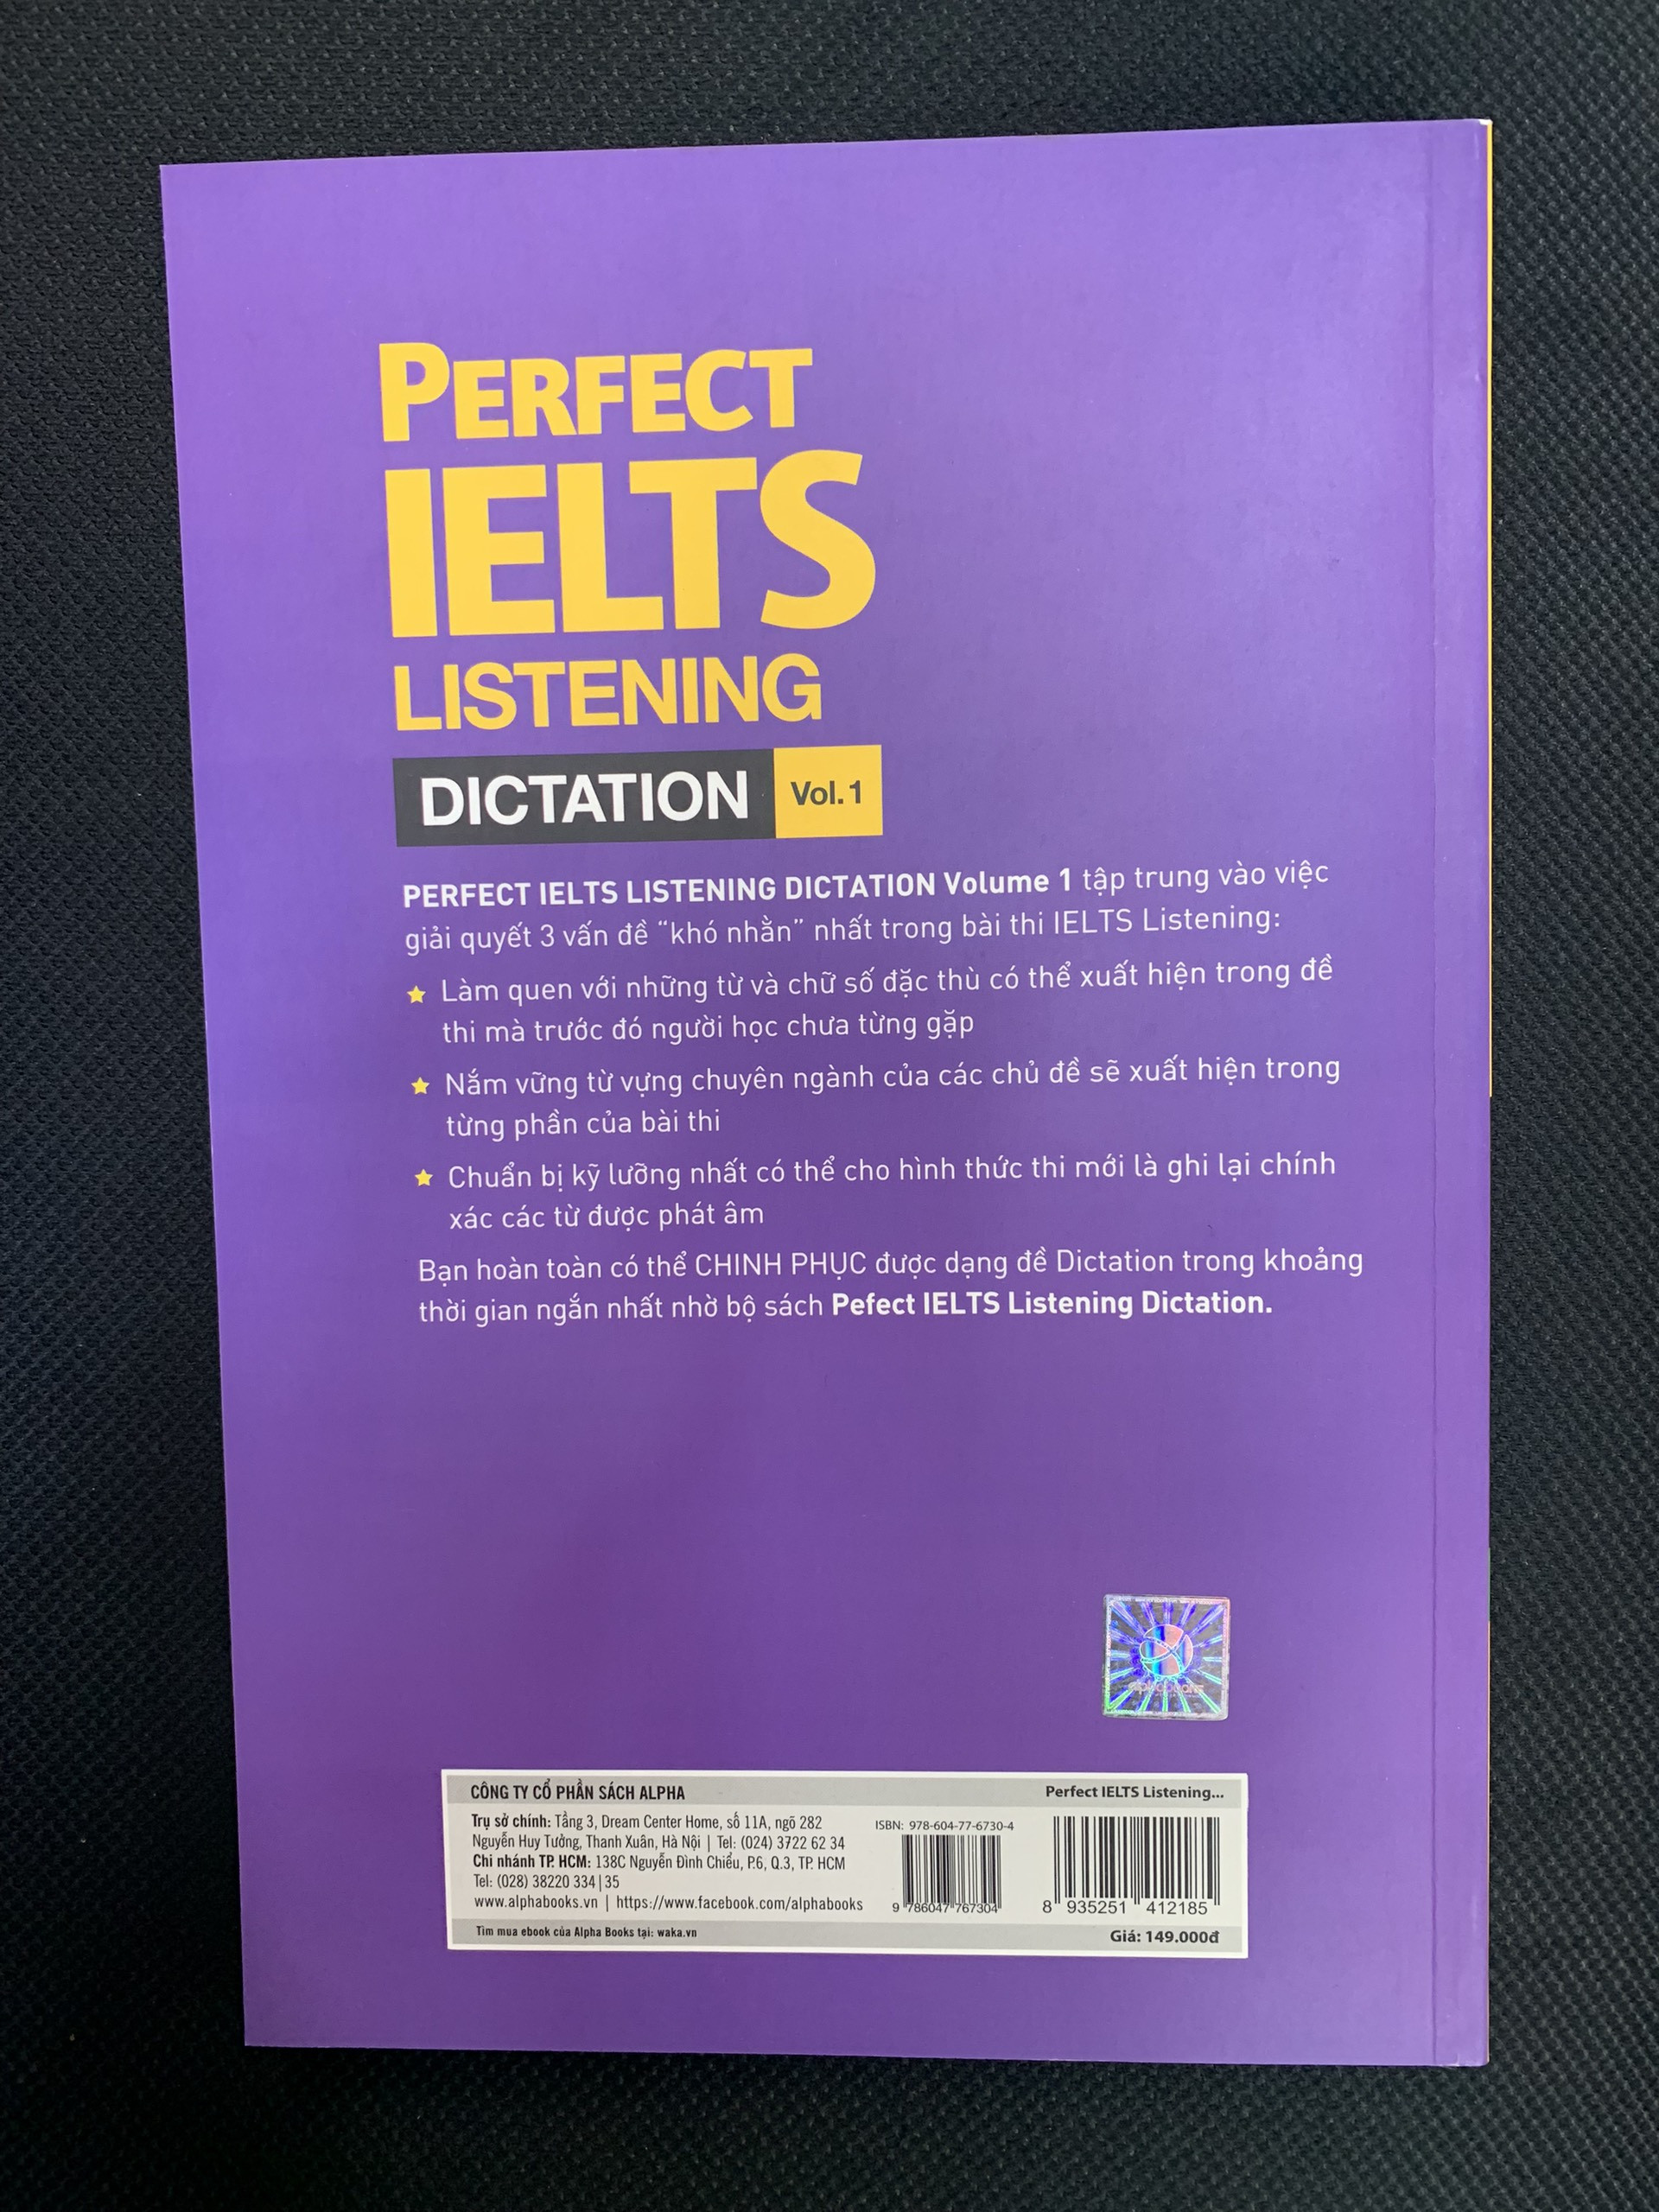 PERFECT
IELTS
LISTENING
DICTATION Vol.1
PERFECT IELTS LISTENING DICTATION Volume 1 tập trung vào việc
giải quyết 3 vấn đề “khó nhằn” nhất trong bài thi IELTS Listening:
Làm quen với những từ và chữ số đặc thù có thể xuất hiện trong đề
thi mà trước đó người học chưa từng gặp
Nắm vững từ vựng chuyên ngành của các chủ đề sẽ xuất hiện trong
từng phần của bài thi
Chuẩn bị kỹ lưỡng nhất có thể cho hình thức thi mới là ghi lại chính
xác các từ được phát âm
Bạn hoàn toàn có thể CHINH PHỤC được dạng đề Dictation trong khoảng
thời gian ngắn nhất nhờ bộ sách Pefect IELTS Listening Dictation.
alphabooks
CÔNG TY CỔ PHẦN SÁCH ALPHA
Trụ sở chính: Tầng 3, Dream Center Home, số 11A, ngõ 282
Nguyễn Huy Tưởng, Thanh Xuân, Hà Nội | Tel: (024) 3722 62 34
Chi nhánh TP. HCM: 138C Nguyễn Đình Chiểu, P.6, Q.3, TP. HCM
Tel: (028) 38220 334|35
www.alphabooks.vn | https://www.facebook.com/alphabooks
Tìm mua ebook của Alpha Books tại: waka.vn
Perfect IELTS Listening...
ISBN: 978-604-77-6730-4
9 786047 767304
8 935251 412185
Giá: 149.000đ